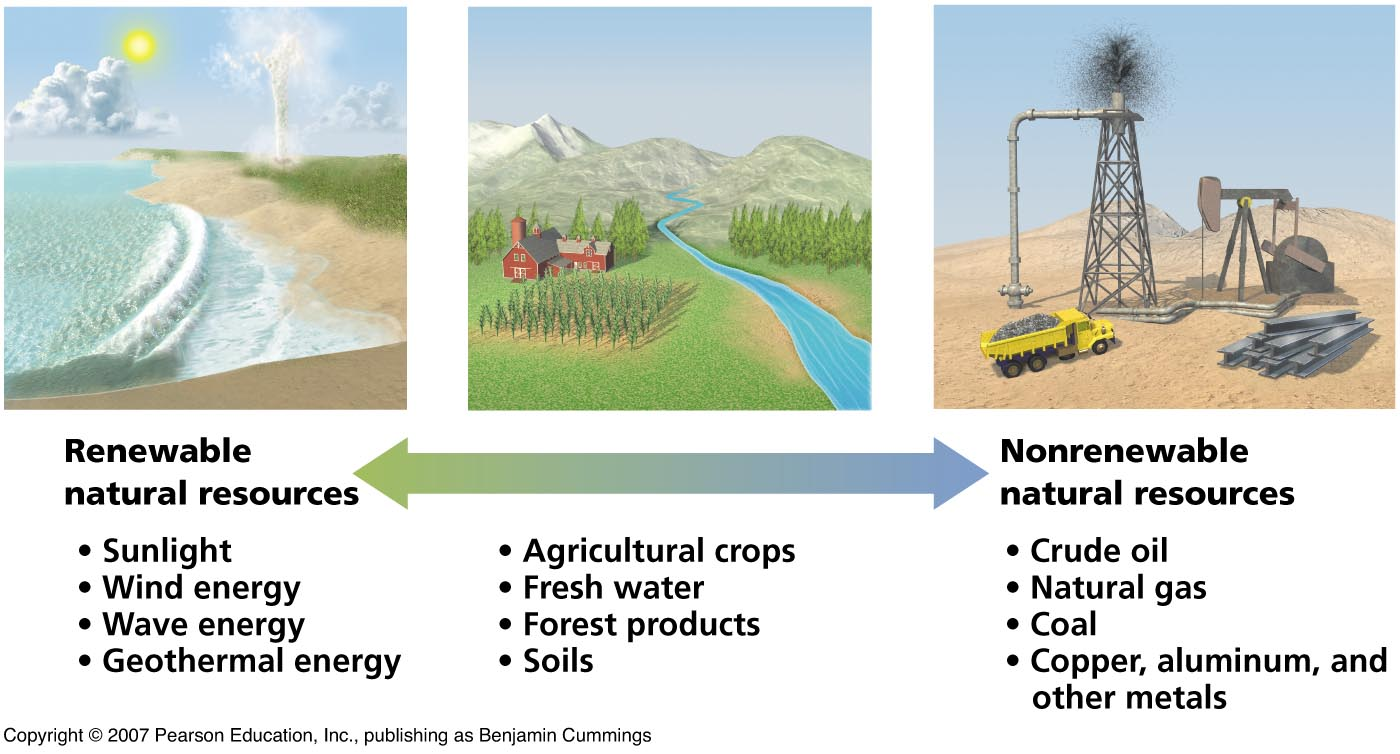 Renewable
natural resources
• Sunlight
• Wind energy
• Wave energy
• Geothermal energy
• Agricultural crops
• Fresh water
• Forest products
• Soils
Nonrenewable
natural resources
• Crude oil
• Natural gas
• Coal
• Copper, aluminum, and
other metals
Copyright © 2007 Pearson Education, Inc., publishing as Benjamin Cummings